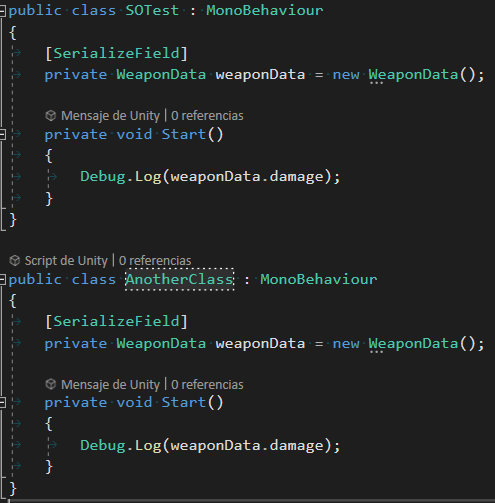 public class SOTest : MonoBehaviour
{
[SerializeField]
private WeaponData weaponData = new WeaponData();
Mensaje de Unity | 0 referencias
private void Start()
{
Debug.Log(weaponData.damage);
}
}
Script de Unity | 0 referencias
public class AnotherClass : MonoBehaviour
{
[SerializeField]
private WeaponData weaponData = new WeaponData();
Mensaje de Unity | 0 referencias
private void Start()
{
Debug.Log(weaponData.damage);
}
}